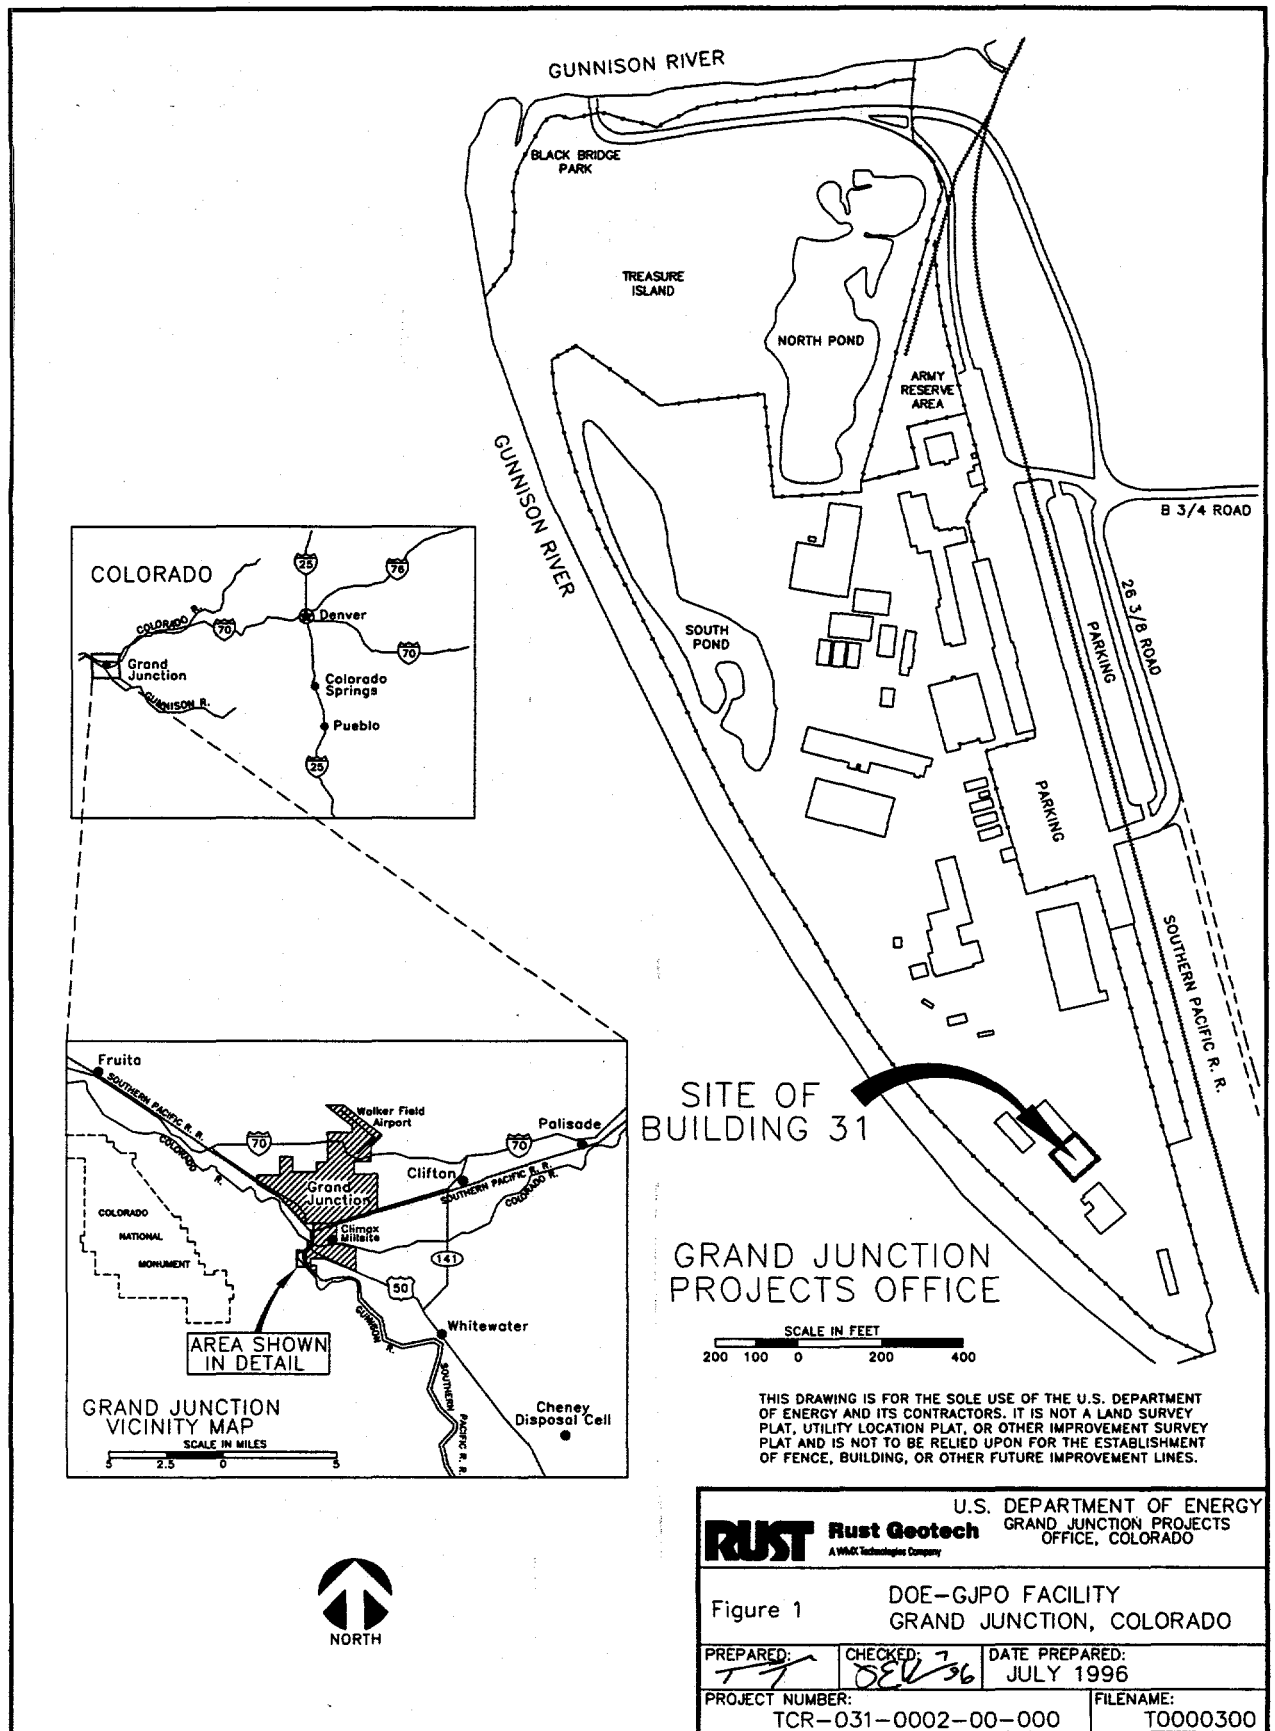 GUNNISON RIVER
BLACK BRIDGE
PARK
TREASURE
ISLAND
NORTH POND
ARMY
RESERVE
AREA
GUNNISON RIVER
B 3/4 ROAD
26 3/8 ROAD
PARKING
SOUTH
POND
PARKING
SOUTHERN PACIFIC R. R.
COLORADO
25
76
COLORADO R.
70
Denver
70
Grand
Junction
Colorado
Springs
GUNNISON R.
Pueblo
25
Fruita
SOUTHERN PACIFIC R. R.
COLORADO R.
70
Walker Field
Airport
70
Palisade
Clifton
SOUTHERN PACIFIC R. R.
COLORADO R.
Grand
Junction
Climax
Millsite
COLORADO
NATIONAL
MONUMENT
141
50
GUNNISON R.
Whitewater
SOUTHERN PACIFIC R. R.
AREA SHOWN
IN DETAIL
Cheney
Disposal Cell
GRAND JUNCTION
VICINITY MAP
SCALE IN MILES
5 2.5 0 5
SITE OF
BUILDING 31
GRAND JUNCTION
PROJECTS OFFICE
SCALE IN FEET
200 100 0 200 400
THIS DRAWING IS FOR THE SOLE USE OF THE U.S. DEPARTMENT
OF ENERGY AND ITS CONTRACTORS. IT IS NOT A LAND SURVEY
PLAT, UTILITY LOCATION PLAT, OR OTHER IMPROVEMENT SURVEY
PLAT AND IS NOT TO BE RELIED UPON FOR THE ESTABLISHMENT
OF FENCE, BUILDING, OR OTHER FUTURE IMPROVEMENT LINES.
NORTH
RUST Rust Geotech
A WMX Technologies Company
U.S. DEPARTMENT OF ENERGY
GRAND JUNCTION PROJECTS
OFFICE, COLORADO
Figure 1
DOE-GJPO FACILITY
GRAND JUNCTION, COLORADO
PREPARED:
CHECKED:
DATE PREPARED:
JULY 1996
PROJECT NUMBER:
TCR-031-0002-00-000
FILENAME:
T0000300